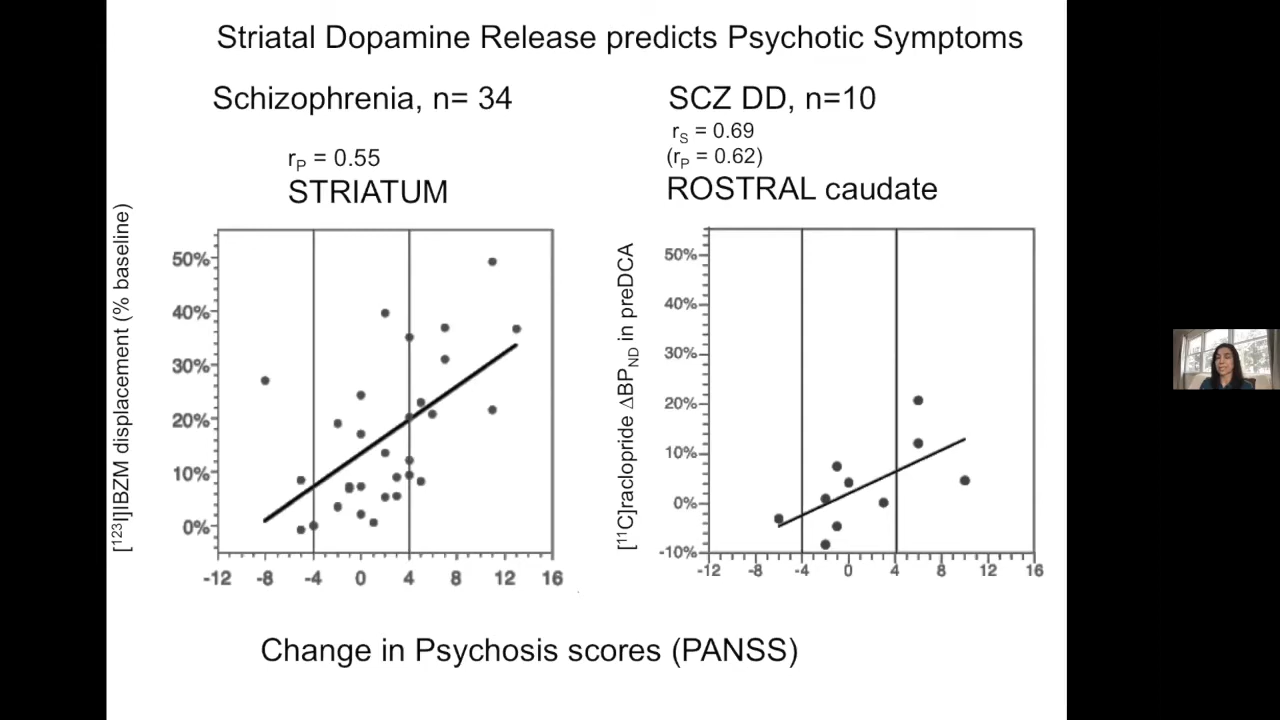 Striatal Dopamine Release predicts Psychotic Symptoms
Schizophrenia, n= 34
rP = 0.55
STRIATUM
[123I]IBZM displacement (% baseline)
50%
40%
30%
20%
10%
0%
-12 -8 -4 0 4 8 12 16
SCZ DD, n=10
rS = 0.69
(rP = 0.62)
ROSTRAL caudate
[11C]raclopride ΔBPND in preDCA
50%
40%
30%
20%
10%
0%
-10%
-12 -8 -4 0 4 8 12 16
Change in Psychosis scores (PANSS)